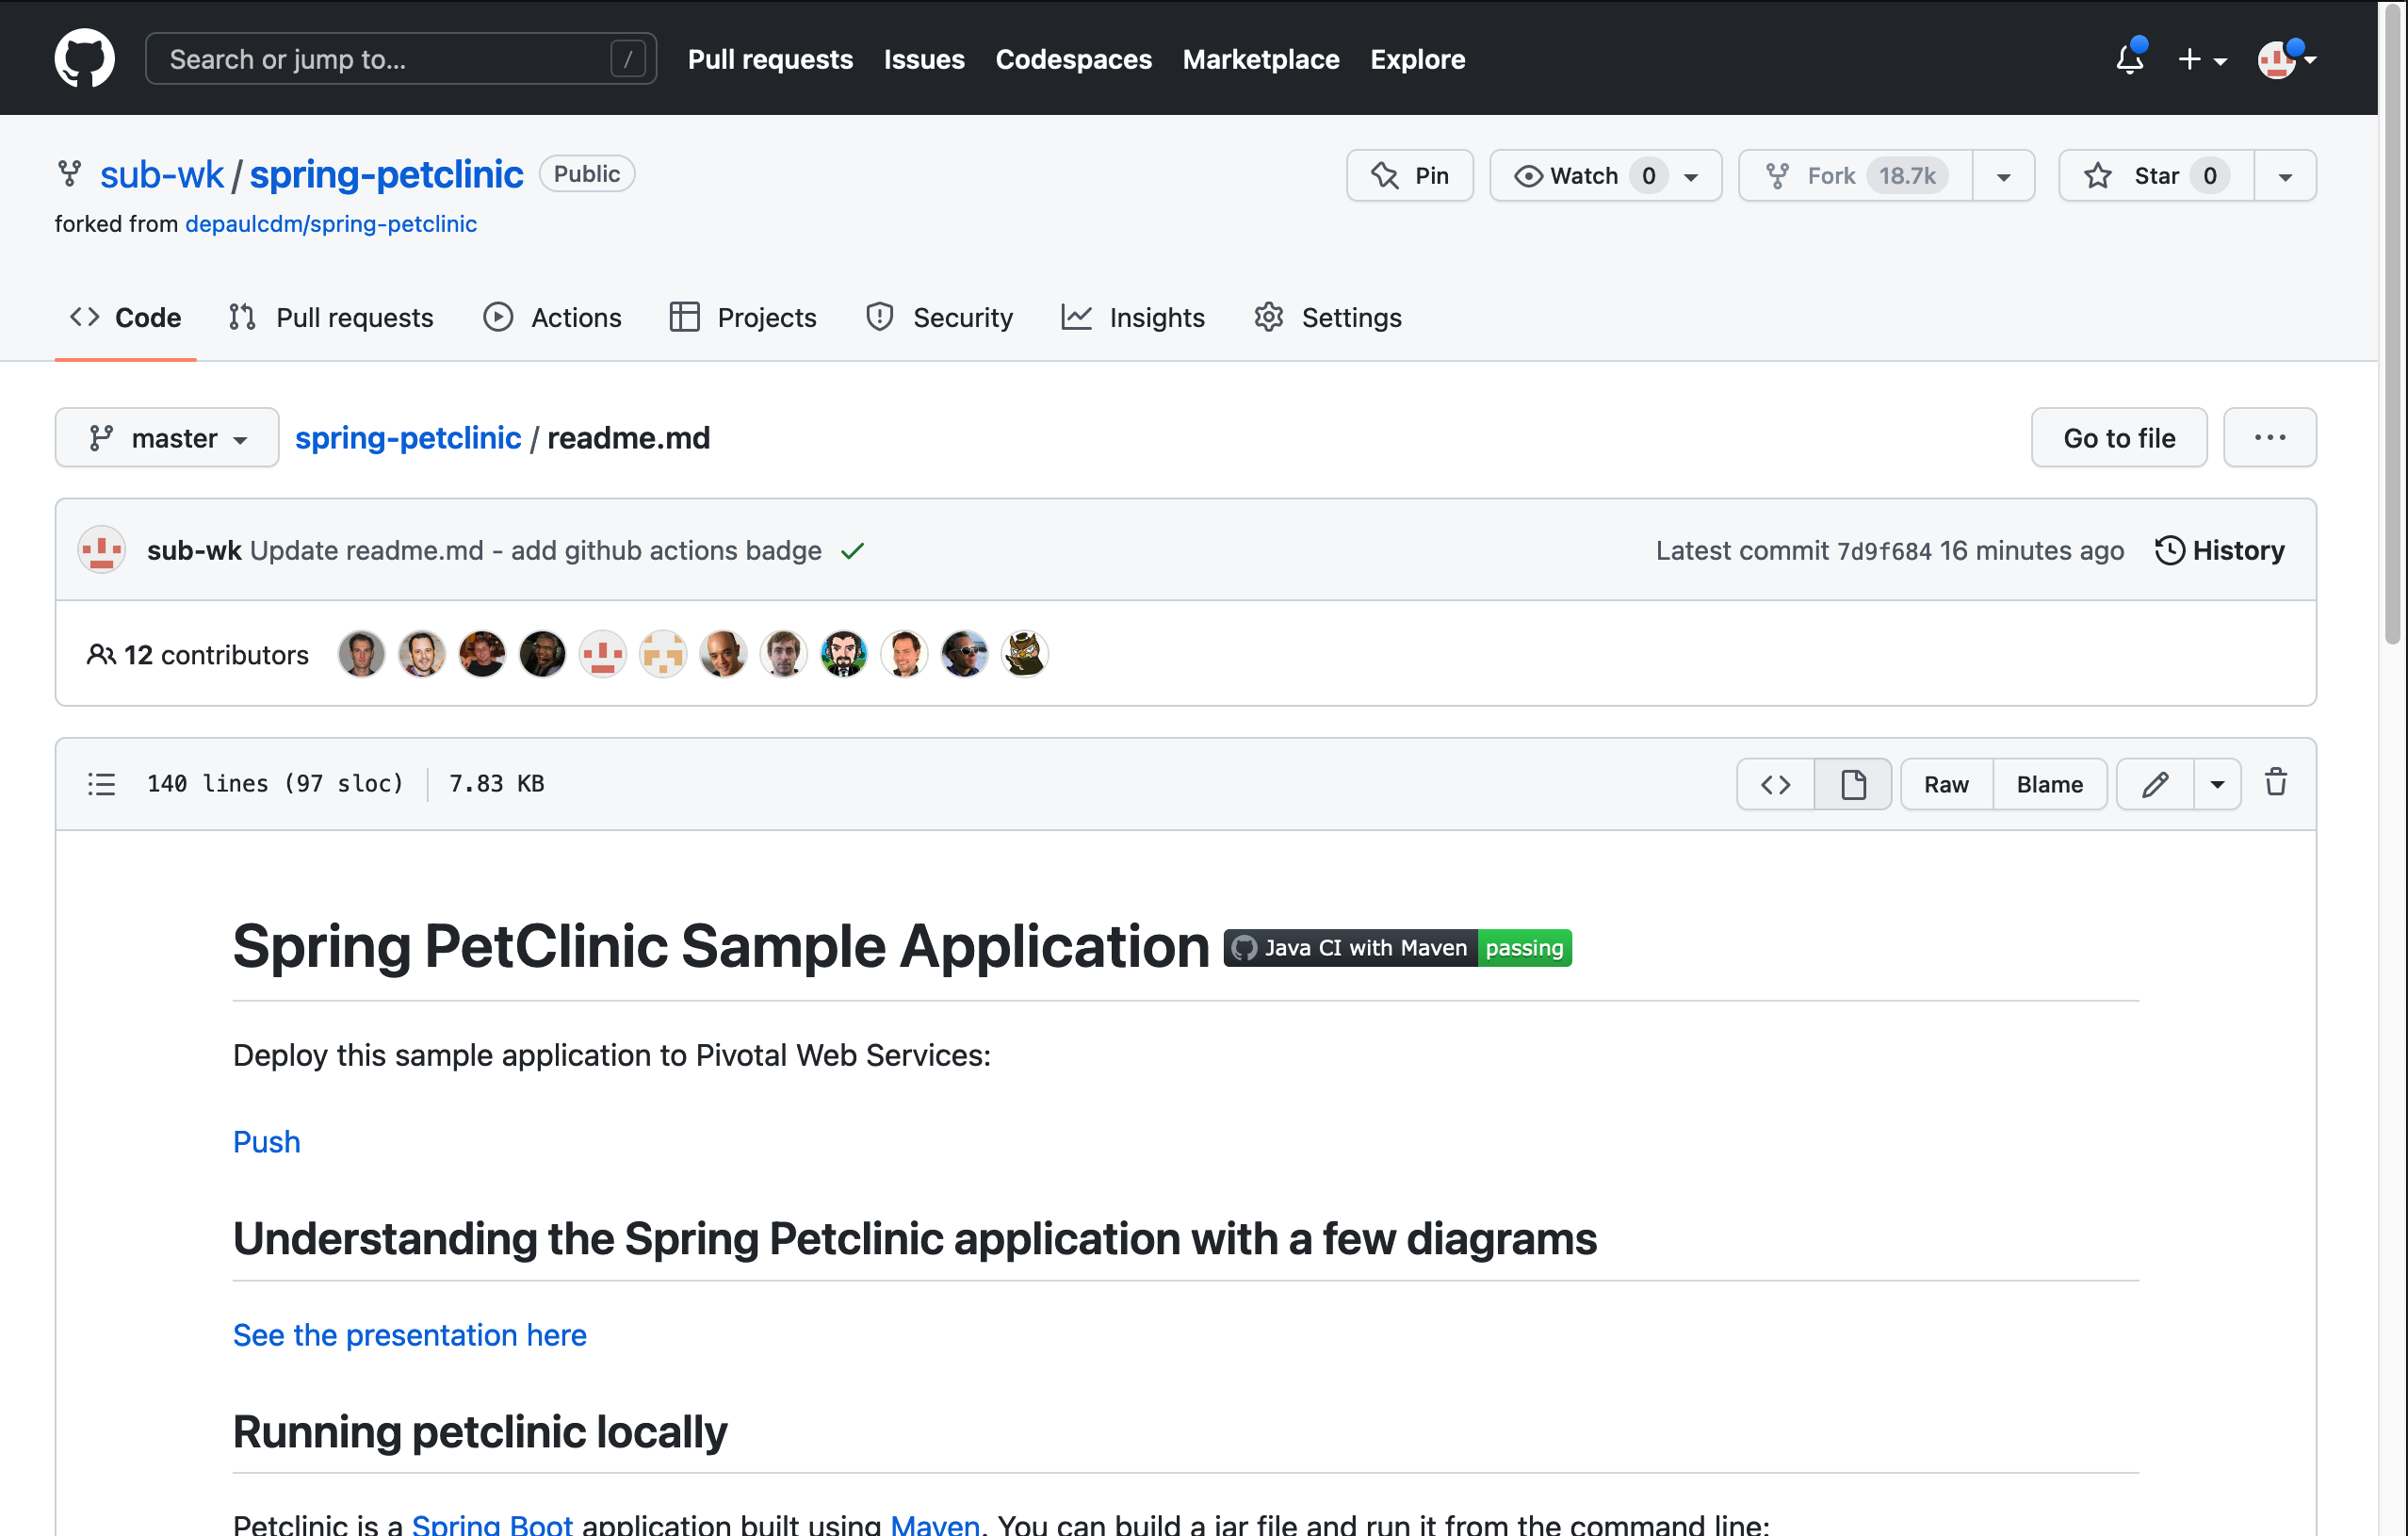 Search or jump to... / Pull requests Issues Codespaces Marketplace Explore
sub-wk / spring-petclinic Public Pin Watch 0 Fork 18.7k Star 0
forked from depaulcdm/spring-petclinic
Code Pull requests Actions Projects Security Insights Settings
master spring-petclinic / readme.md Go to file ...
sub-wk Update readme.md - add github actions badge Latest commit 7d9f684 16 minutes ago History
12 contributors
140 lines (97 sloc) 7.83 KB <> Raw Blame
Spring PetClinic Sample Application Java CI with Maven passing
Deploy this sample application to Pivotal Web Services:
Push
Understanding the Spring Petclinic application with a few diagrams
See the presentation here
Running petclinic locally
Petclinic is a Spring Boot application built using Maven. You can build a jar file and run it from the command line: